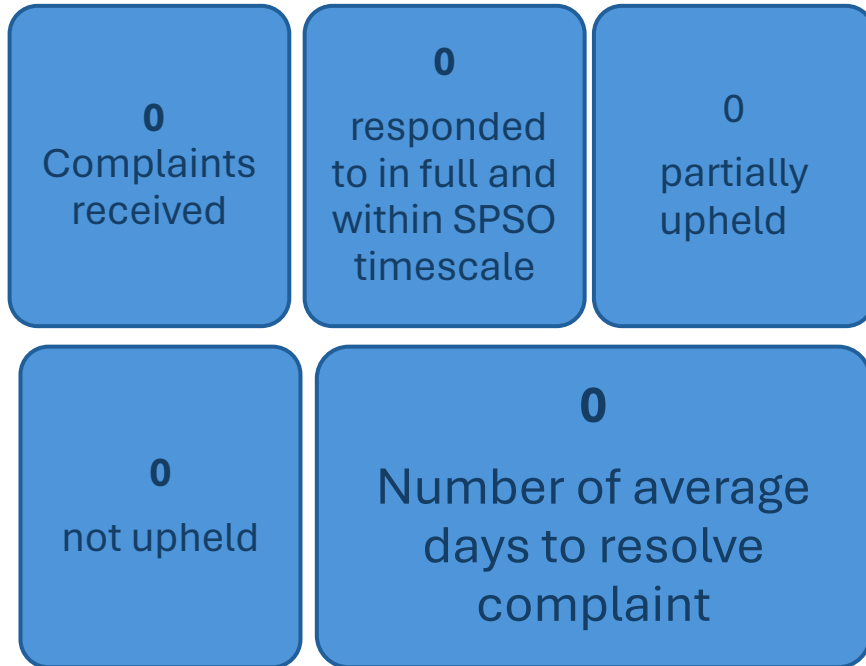 0
Complaints
received
0
responded
to in full and
within SPSO
timescale
0
partially
upheld
0
not upheld
0
Number of average
days to resolve
complaint